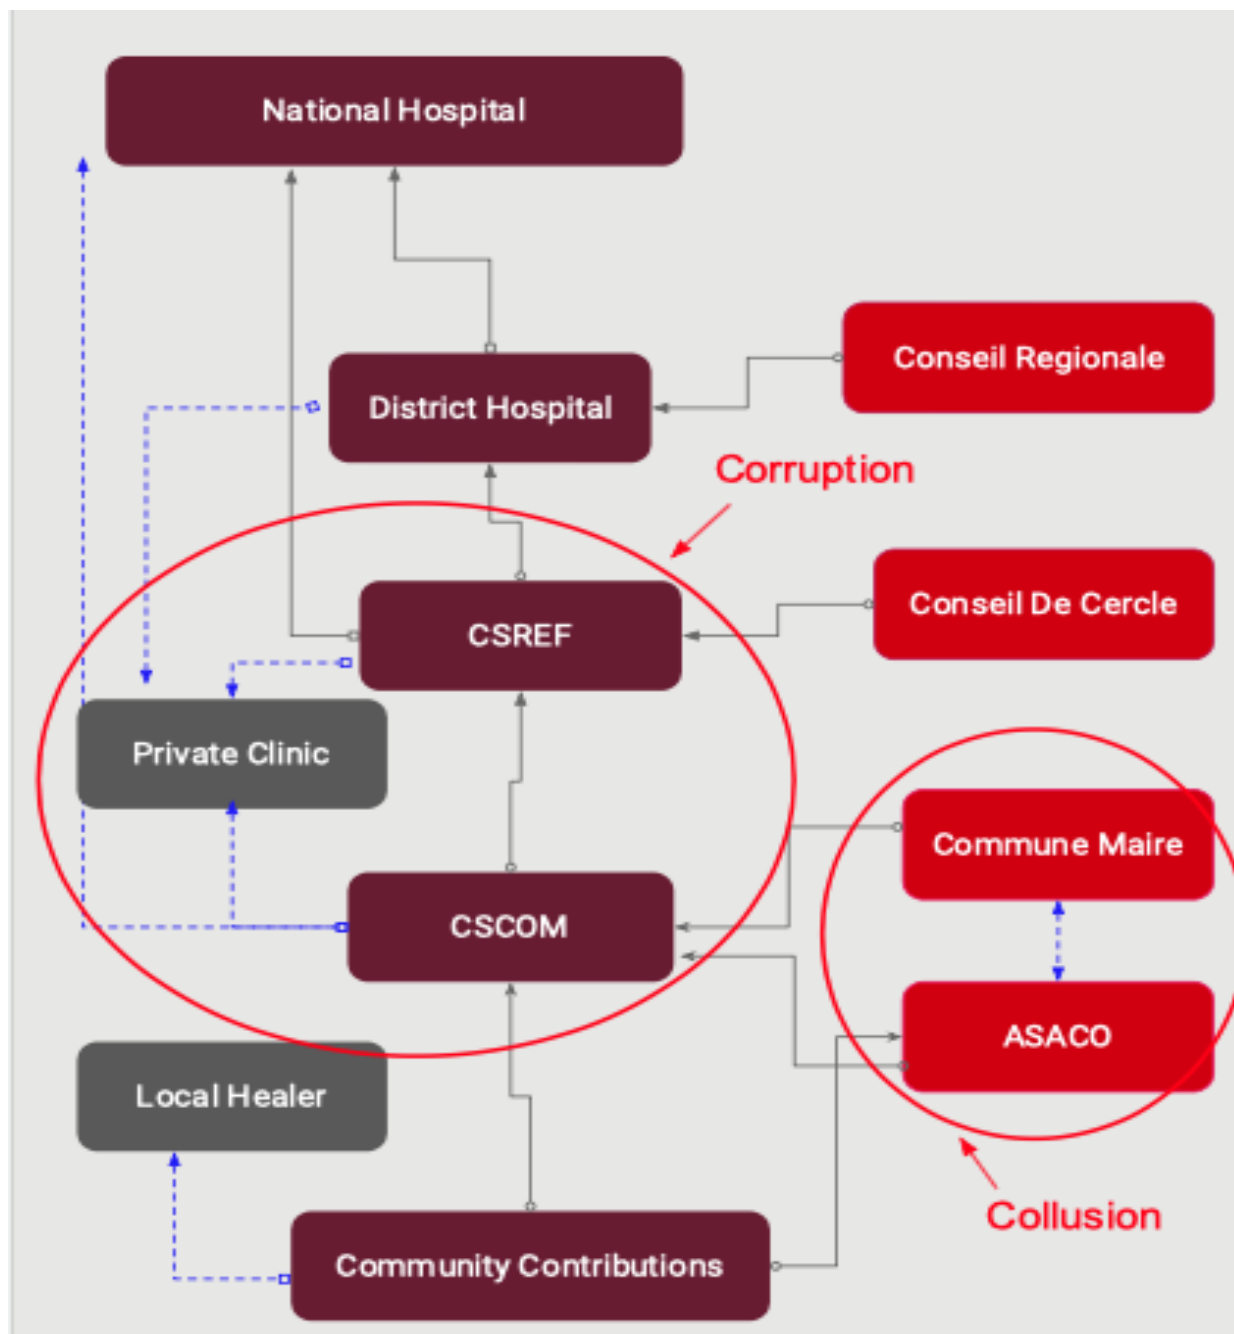 National Hospital
Conseil Regionale
District Hospital
Corruption
Conseil De Cercle
CSREF
Private Clinic
Commune Maire
CSCOM
ASACO
Local Healer
Collusion
Community Contributions